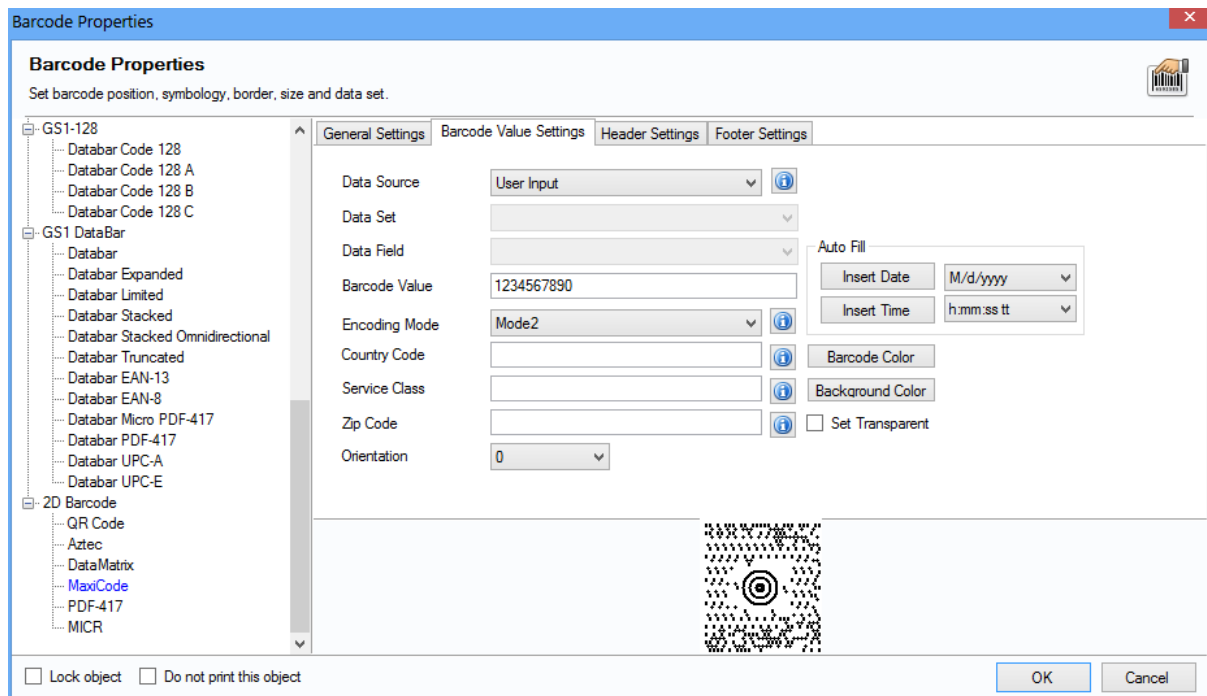 Barcode Properties
Barcode Properties
Set barcode position, symbology, border, size and data set.
GS1-128
Databar Code 128
Databar Code 128 A
Databar Code 128 B
Databar Code 128 C
GS1 DataBar
Databar
Databar Expanded
Databar Limited
Databar Stacked
Databar Stacked Omnidirectional
Databar Truncated
Databar EAN-13
Databar EAN-8
Databar Micro PDF-417
Databar PDF-417
Databar UPC-A
Databar UPC-E
2D Barcode
QR Code
Aztec
DataMatrix
MaxiCode
PDF-417
MICR
General Settings Barcode Value Settings Header Settings Footer Settings
Data Source User Input
Data Set
Data Field
Barcode Value 1234567890
Encoding Mode Mode2
Country Code
Service Class
Zip Code
Orientation 0
Auto Fill
Insert Date M/d/yyyy
Insert Time h:mm:ss tt
Barcode Color
Background Color
Set Transparent
Lock object Do not print this object
OK Cancel